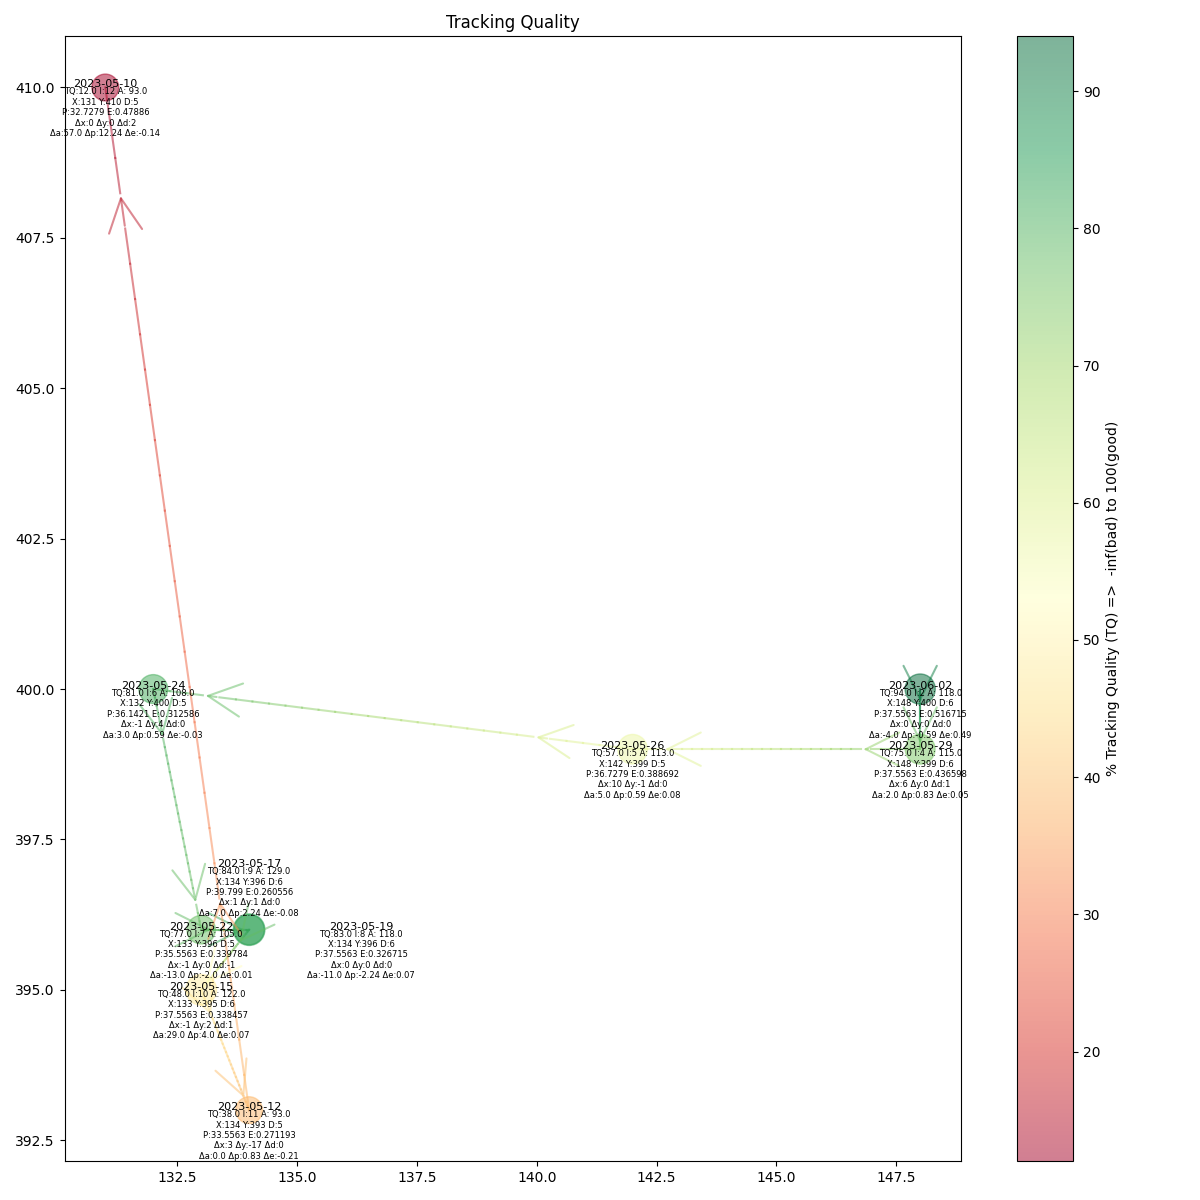 Tracking Quality
2023-05-10
TQ:12.0 I:12 A: 93.0
X:131 Y:410 D:5
P:32.7279 E:0.47886
Δx:0 Δy:0 Δd:2
Δa:57.0 Δp:12.24 Δe:-0.14
2023-05-24
TQ:81.0 I:6 A: 108.0
X:132 Y:400 D:5
P:36.1421 E:0.312586
Δx:-1 Δy:4 Δd:0
Δa:3.0 Δp:0.59 Δe:-0.03
2023-06-02
TQ:94.0 I:2 A: 118.0
X:148 Y:400 D:6
P:37.5563 E:0.516715
Δx:0 Δy:0 Δd:0
Δa:-4.0 Δp:-0.59 Δe:0.49
2023-05-26
TQ:57.0 I:5 A: 113.0
X:142 Y:399 D:5
P:36.7279 E:0.388692
Δx:10 Δy:-1 Δd:0
Δa:5.0 Δp:0.59 Δe:0.08
2023-05-29
TQ:75.0 I:4 A: 115.0
X:148 Y:399 D:6
P:37.5563 E:0.436598
Δx:6 Δy:0 Δd:1
Δa:2.0 Δp:0.83 Δe:0.05
2023-05-17
TQ:84.0 I:9 A: 129.0
X:134 Y:396 D:6
P:39.799 E:0.260556
Δx:1 Δy:1 Δd:0
Δa:7.0 Δp:2.24 Δe:-0.08
2023-05-22
TQ:77.0 I:7 A: 105.0
X:133 Y:396 D:5
P:35.5563 E:0.339784
Δx:-1 Δy:0 Δd:-1
Δa:-13.0 Δp:-2.0 Δe:0.01
2023-05-19
TQ:83.0 I:8 A: 118.0
X:134 Y:396 D:6
P:37.5563 E:0.326715
Δx:0 Δy:0 Δd:0
Δa:-11.0 Δp:-2.24 Δe:0.07
2023-05-15
TQ:48.0 I:10 A: 122.0
X:133 Y:395 D:6
P:37.5563 E:0.338457
Δx:-1 Δy:2 Δd:1
Δa:29.0 Δp:4.0 Δe:0.07
2023-05-12
TQ:38.0 I:11 A: 93.0
X:134 Y:393 D:5
P:33.5563 E:0.271193
Δx:3 Δy:-17 Δd:0
Δa:0.0 Δp:0.83 Δe:-0.21
410.0
407.5
405.0
402.5
400.0
397.5
395.0
392.5
132.5
135.0
137.5
140.0
142.5
145.0
147.5
90
80
70
60
50
40
30
20
% Tracking Quality (TQ) =>  -inf(bad) to 100(good)